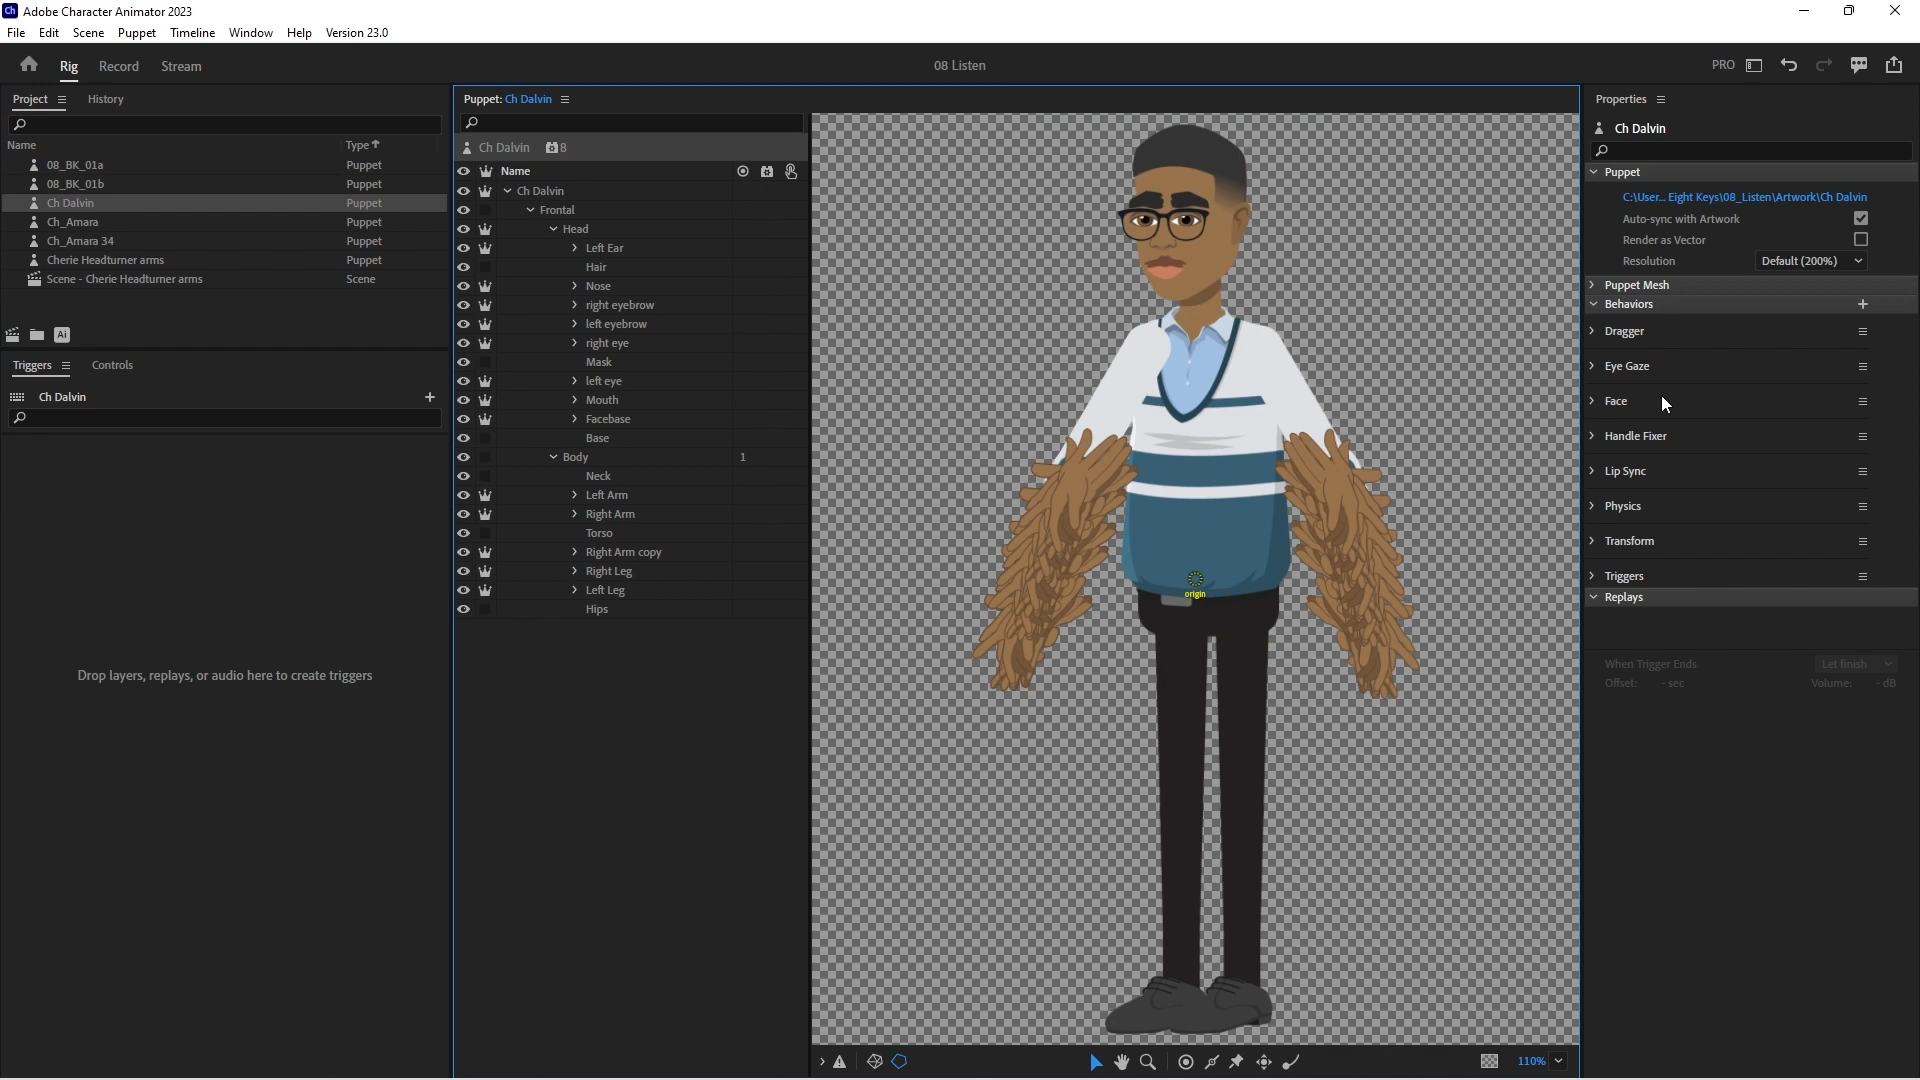 Ch Adobe Character Animator 2023
File Edit Scene Puppet Timeline Window Help Version 23.0
Rig Record Stream 08 Listen PRO
Project History
Name Type
08_BK_01a Puppet
08_BK_01b Puppet
Ch Dalvin Puppet
Ch_Amara Puppet
Ch_Amara 34 Puppet
Cherie Headturner arms Puppet
Scene - Cherie Headturner arms Scene
Ai
Triggers Controls
Ch Dalvin +
Drop layers, replays, or audio here to create triggers
Puppet: Ch Dalvin
Ch Dalvin 8
Name
Ch Dalvin
Frontal
Head
Left Ear
Hair
Nose
right eyebrow
left eyebrow
right eye
Mask
left eye
Mouth
Facebase
Base
Body 1
Neck
Left Arm
Right Arm
Torso
Right Arm copy
Right Leg
Left Leg
Hips
origin
110%
Properties
Ch Dalvin
Puppet
C:\User... Eight Keys\08_Listen\Artwork\Ch Dalvin
Auto-sync with Artwork
Render as Vector
Resolution Default (200%)
Puppet Mesh
Behaviors +
Dragger
Eye Gaze
Face
Handle Fixer
Lip Sync
Physics
Transform
Triggers
Replays
When Trigger Ends Let finish
Offset: - sec Volume: - dB